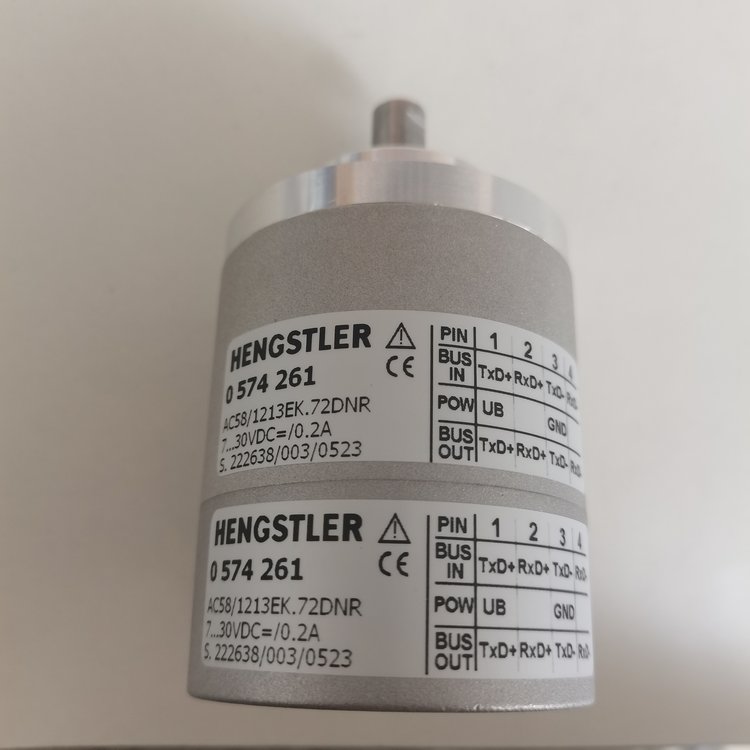 HENGSTLER
0 574 261
AC58/1213EK.72DNR
7...30VDC=/0.2A
S. 222638/003/0523
CE
PIN 1 2 3 4
BUS IN TxD+ RxD+ TxD-
POW UB GND
BUS OUT TxD+ RxD+ TxD-
HENGSTLER
0 574 261
AC58/1213EK.72DNR
7...30VDC=/0.2A
S. 222638/003/0523
CE
PIN 1 2 3 4
BUS IN TxD+ RxD+ TxD-
POW UB GND
BUS OUT TxD+ RxD+ TxD-